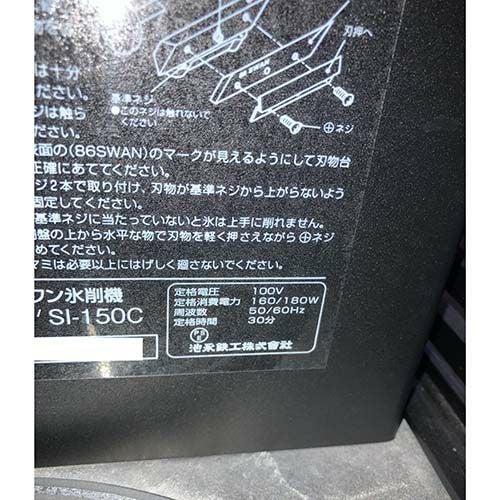 刃押へ
86 SWAN
基準ネジ
●このネジは触れないで
ください。
⊕ネジ
は十分
ださい。
ジは触ら
ださい。
表面の(86SWAN)のマークが見えるようにして刃物台
正確にあててください。
ジ2本で取り付け、刃物が基準ネジから上がらないよう
固定してください。
基準ネジに当たっていないと氷は上手に削れません。
盤の上から水平な物で刃物を軽く押さえながら⊕ネジ
めてください。
マミは必要以上にはげしく廻さないでください。
ワン氷削機
SI-150C
定格電圧 100V
定格消費電力 160/180W
周波数 50/60Hz
定格時間 30分
PSE
池永鉄工株式会社